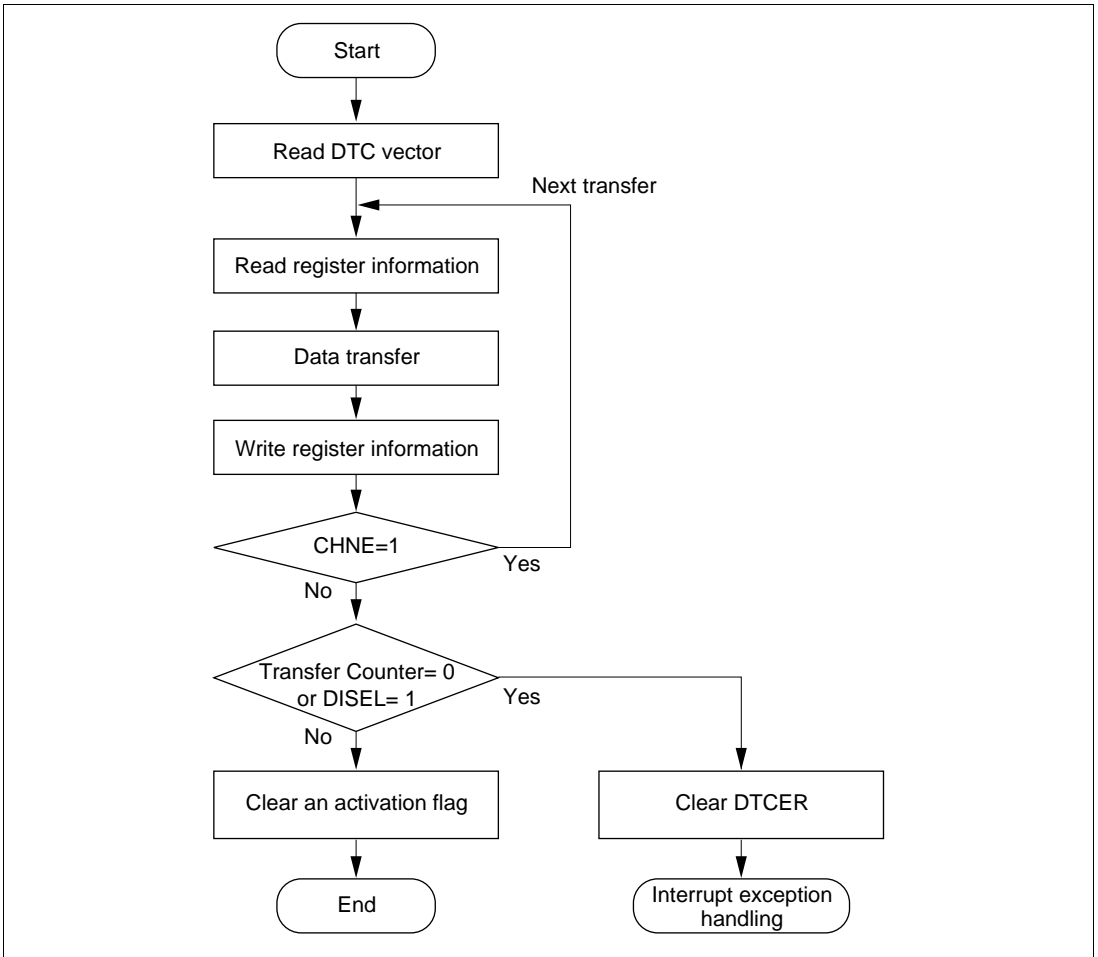 Start
Read DTC vector
Next transfer
Read register information
Data transfer
Write register information
CHNE=1
Yes
No
Transfer Counter= 0
or DISEL= 1
Yes
No
Clear an activation flag
Clear DTCER
End
Interrupt exception
handling